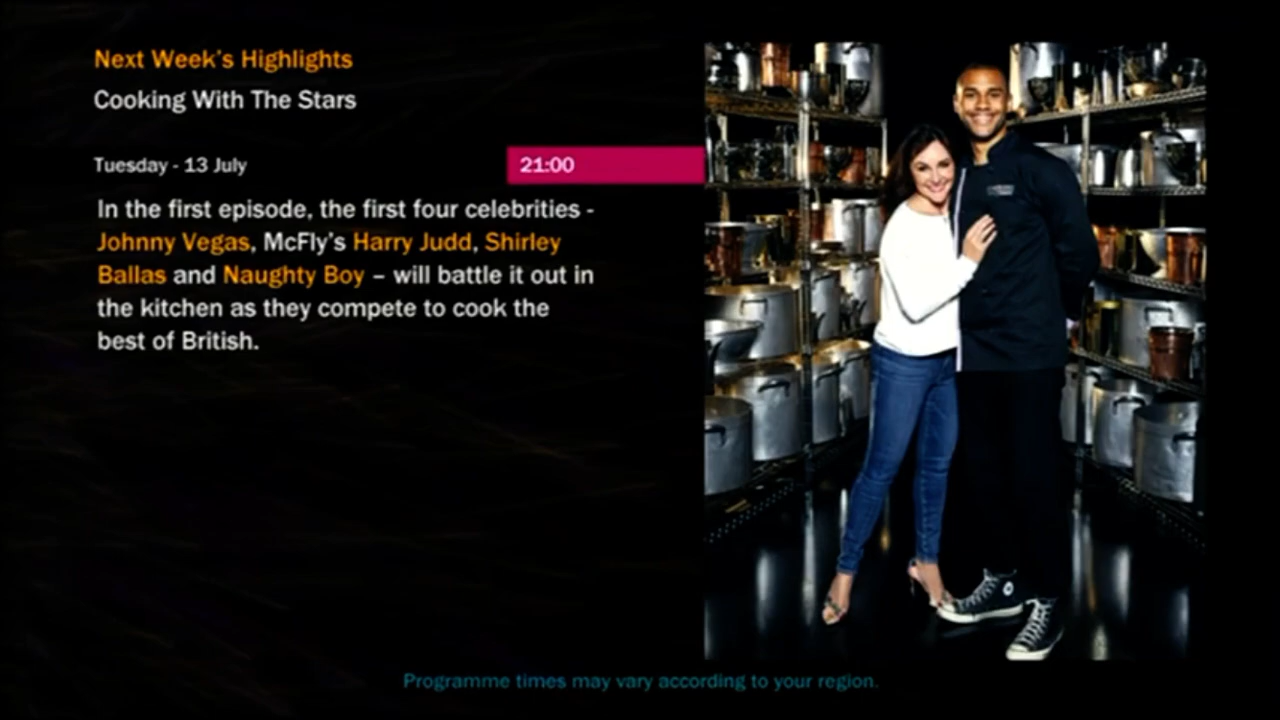 Next Week's Highlights
Cooking With The Stars
Tuesday - 13 July
21:00
In the first episode, the first four celebrities -
Johnny Vegas, McFly's Harry Judd, Shirley
Ballas and Naughty Boy – will battle it out in
the kitchen as they compete to cook the
best of British.
Programme times may vary according to your region.